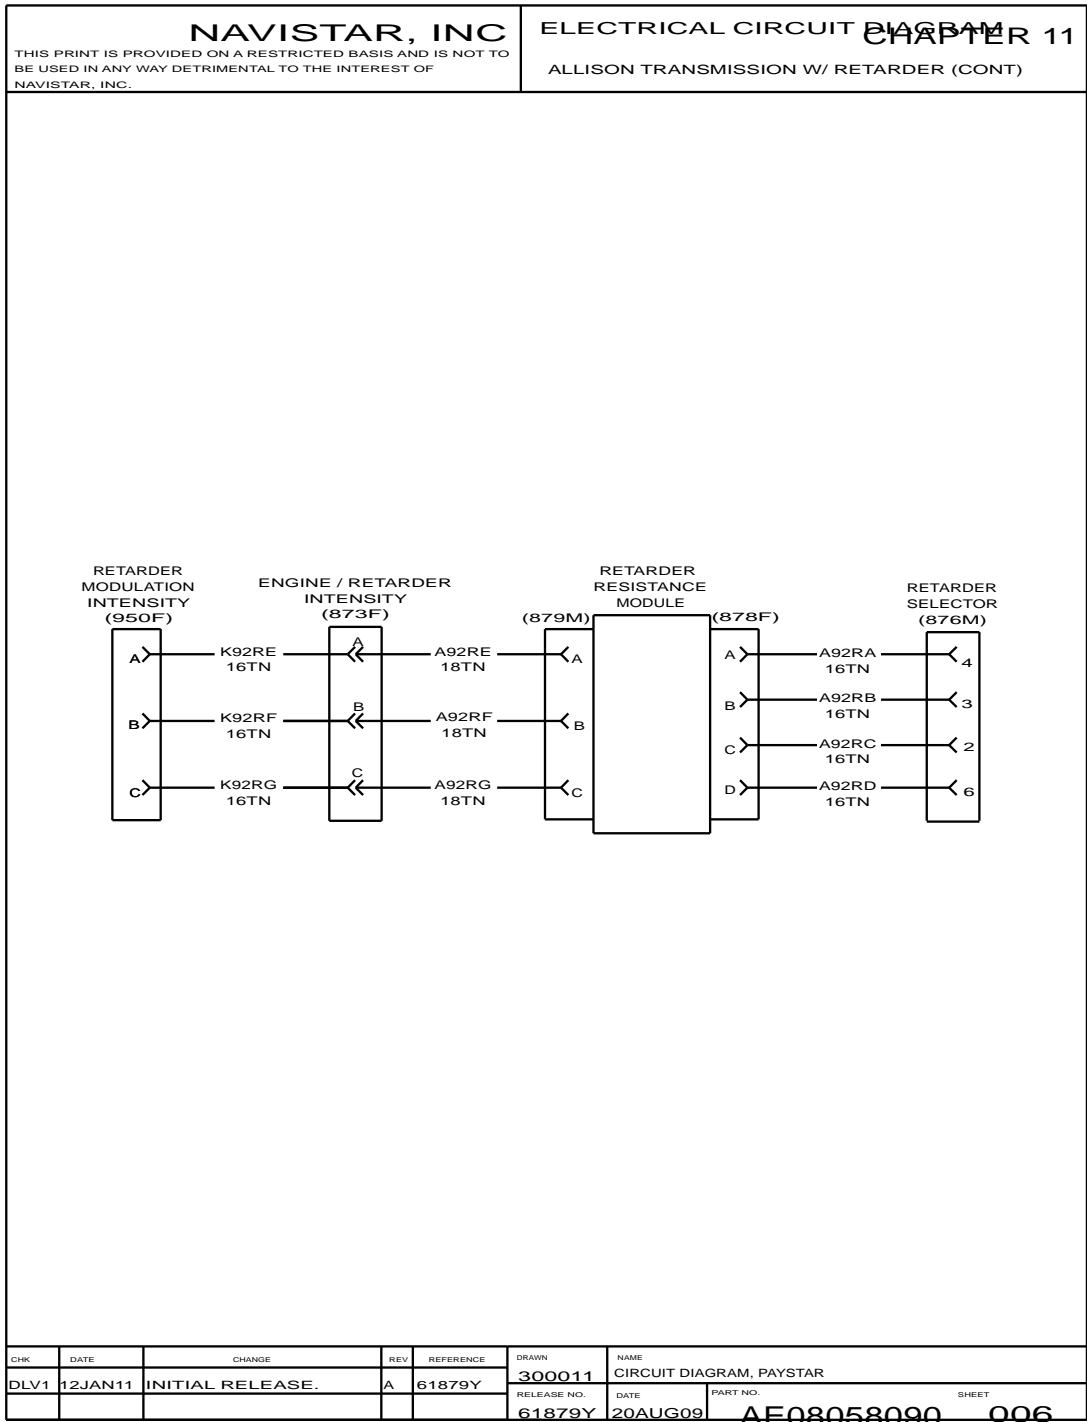 NAVISTAR, INC
THIS PRINT IS PROVIDED ON A RESTRICTED BASIS AND IS NOT TO
BE USED IN ANY WAY DETRIMENTAL TO THE INTEREST OF
NAVISTAR, INC.
ELECTRICAL CIRCUIT DIAGRAM
CHAPTER 11
ALLISON TRANSMISSION W/ RETARDER (CONT)
RETARDER
MODULATION
INTENSITY
(950F)
ENGINE / RETARDER
INTENSITY
(873F)
RETARDER
RESISTANCE
MODULE
(879M)
(878F)
RETARDER
SELECTOR
(876M)
A
K92RE
16TN
A
A92RE
18TN
A
B
K92RF
16TN
B
A92RF
18TN
B
C
K92RG
16TN
C
A92RG
18TN
C
A
A92RA
16TN
4
B
A92RB
16TN
3
C
A92RC
16TN
2
D
A92RD
16TN
6
CHK DATE CHANGE REV REFERENCE
DLV1 12JAN11 INITIAL RELEASE. A 61879Y
DRAWN
300011
NAME
CIRCUIT DIAGRAM, PAYSTAR
RELEASE NO.
61879Y
DATE
20AUG09
PART NO.
AE08058090
SHEET
006